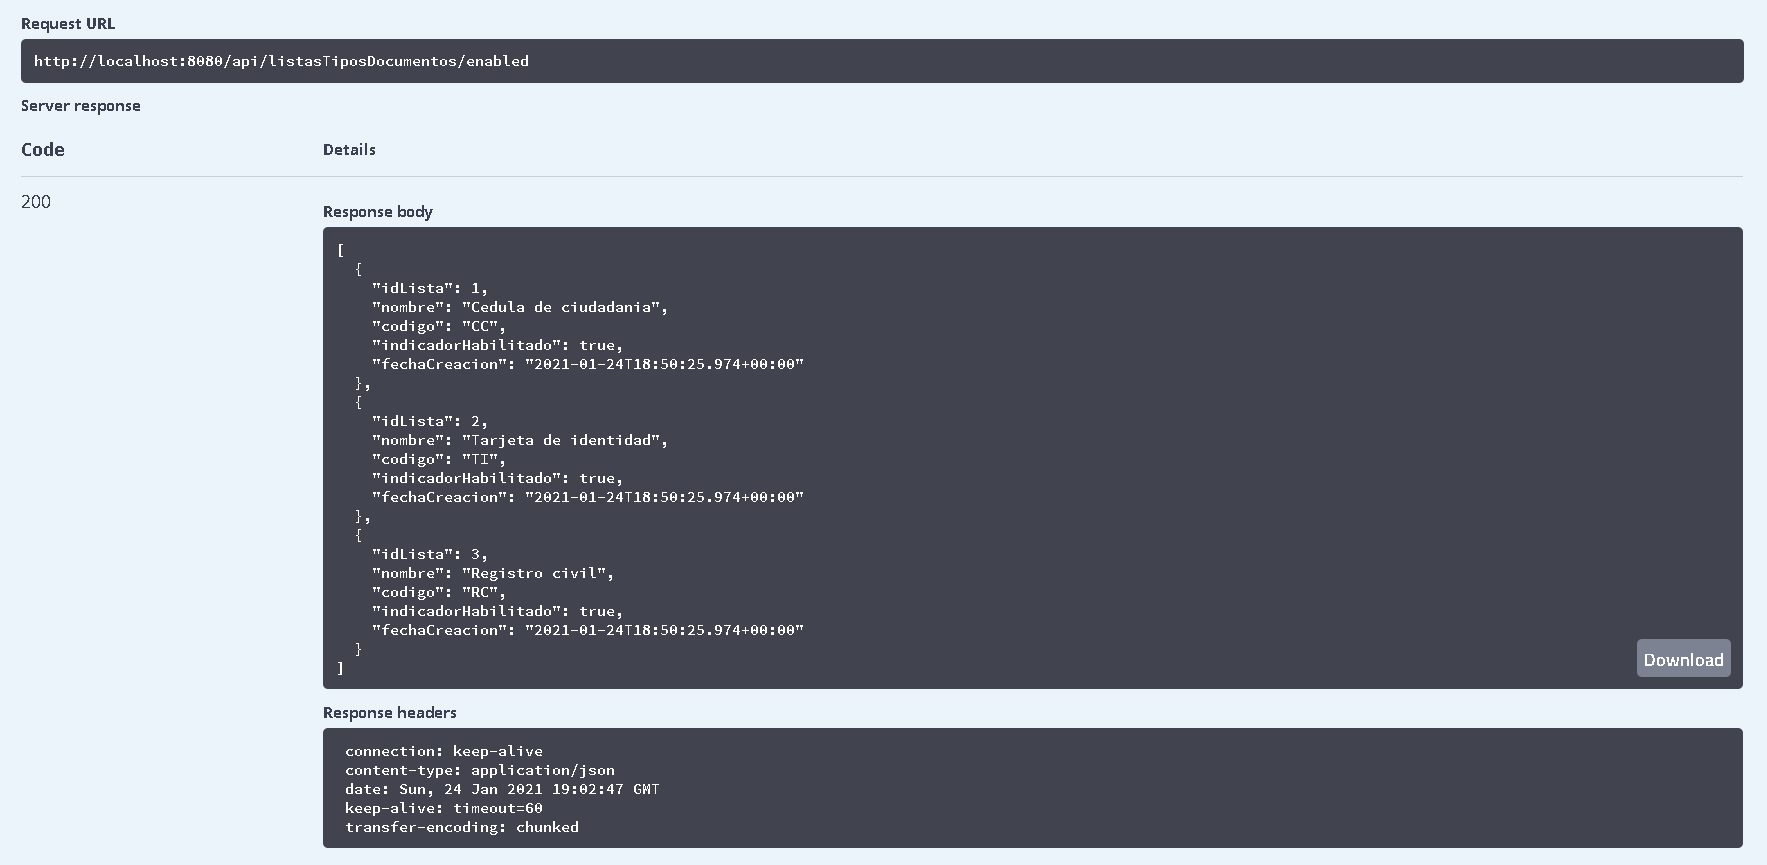 Request URL
http://localhost:8080/api/listasTiposDocumentos/enabled
Server response
Code Details
200
Response body
[
  {
    "idLista": 1,
    "nombre": "Cedula de ciudadania",
    "codigo": "CC",
    "indicadorHabilitado": true,
    "fechaCreacion": "2021-01-24T18:50:25.974+00:00"
  },
  {
    "idLista": 2,
    "nombre": "Tarjeta de identidad",
    "codigo": "TI",
    "indicadorHabilitado": true,
    "fechaCreacion": "2021-01-24T18:50:25.974+00:00"
  },
  {
    "idLista": 3,
    "nombre": "Registro civil",
    "codigo": "RC",
    "indicadorHabilitado": true,
    "fechaCreacion": "2021-01-24T18:50:25.974+00:00"
  }
]
Download
Response headers
connection: keep-alive
content-type: application/json
date: Sun, 24 Jan 2021 19:02:47 GMT
keep-alive: timeout=60
transfer-encoding: chunked